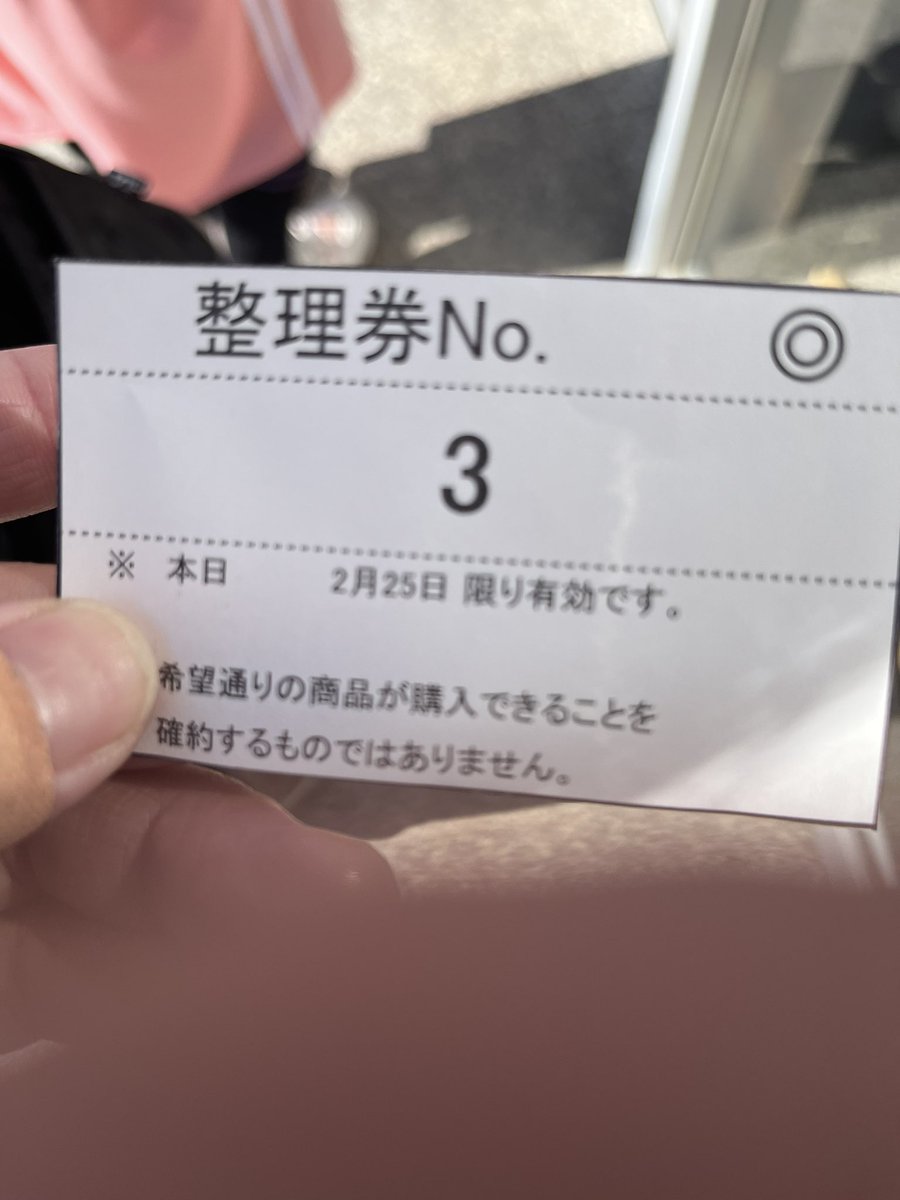 整理券No. ◎
3
※ 本日 2月25日 限り有効です。
希望通りの商品が購入できることを
確約するものではありません。